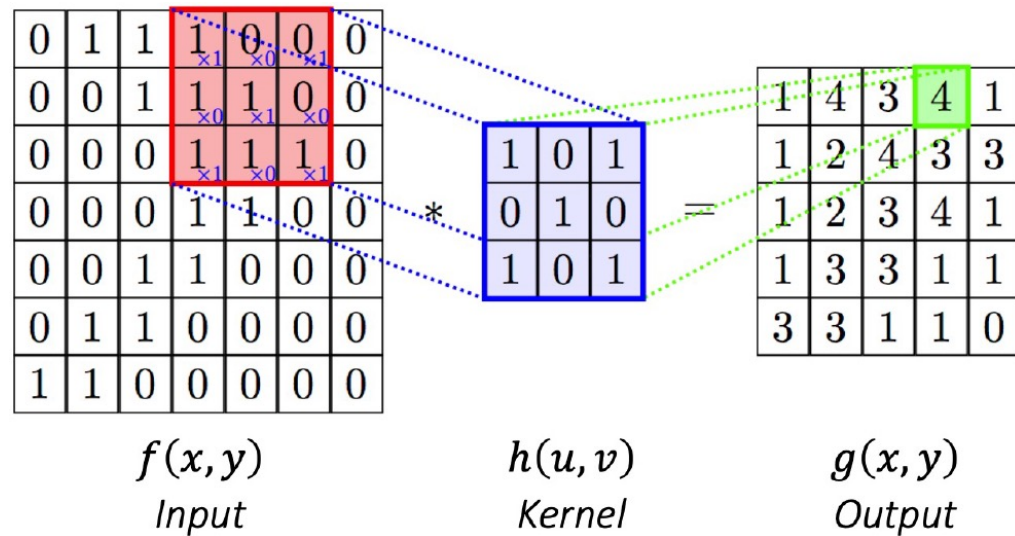 0 1 1 1×1 0×0 0×1 0
0 0 1 1×0 1×1 0×0 0
0 0 0 1×1 1×0 1×1 0
0 0 0 1 1 0 0
0 0 1 1 0 0 0
0 1 1 0 0 0 0
1 1 0 0 0 0 0
*
1 0 1
0 1 0
1 0 1
=
1 4 3 4 1
1 2 4 3 3
1 2 3 4 1
1 3 3 1 1
3 3 1 1 0
f(x, y)
Input
h(u, v)
Kernel
g(x, y)
Output